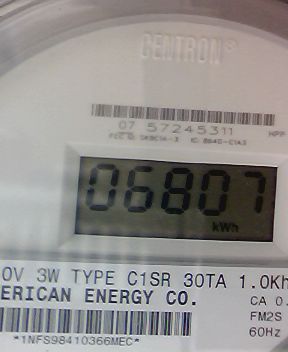 CENTRON®
07 57245311
HPP
06807
kWh
0V 3W TYPE C1SR 30TA 1.0Kh
ERICAN ENERGY CO.
CA 0.
FM2S
60Hz
*1NFS98410366MEC*